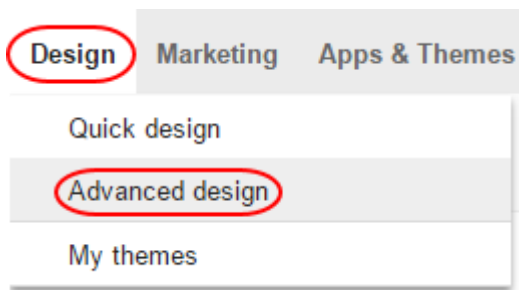 Design Marketing Apps & Themes
Quick design
Advanced design
My themes